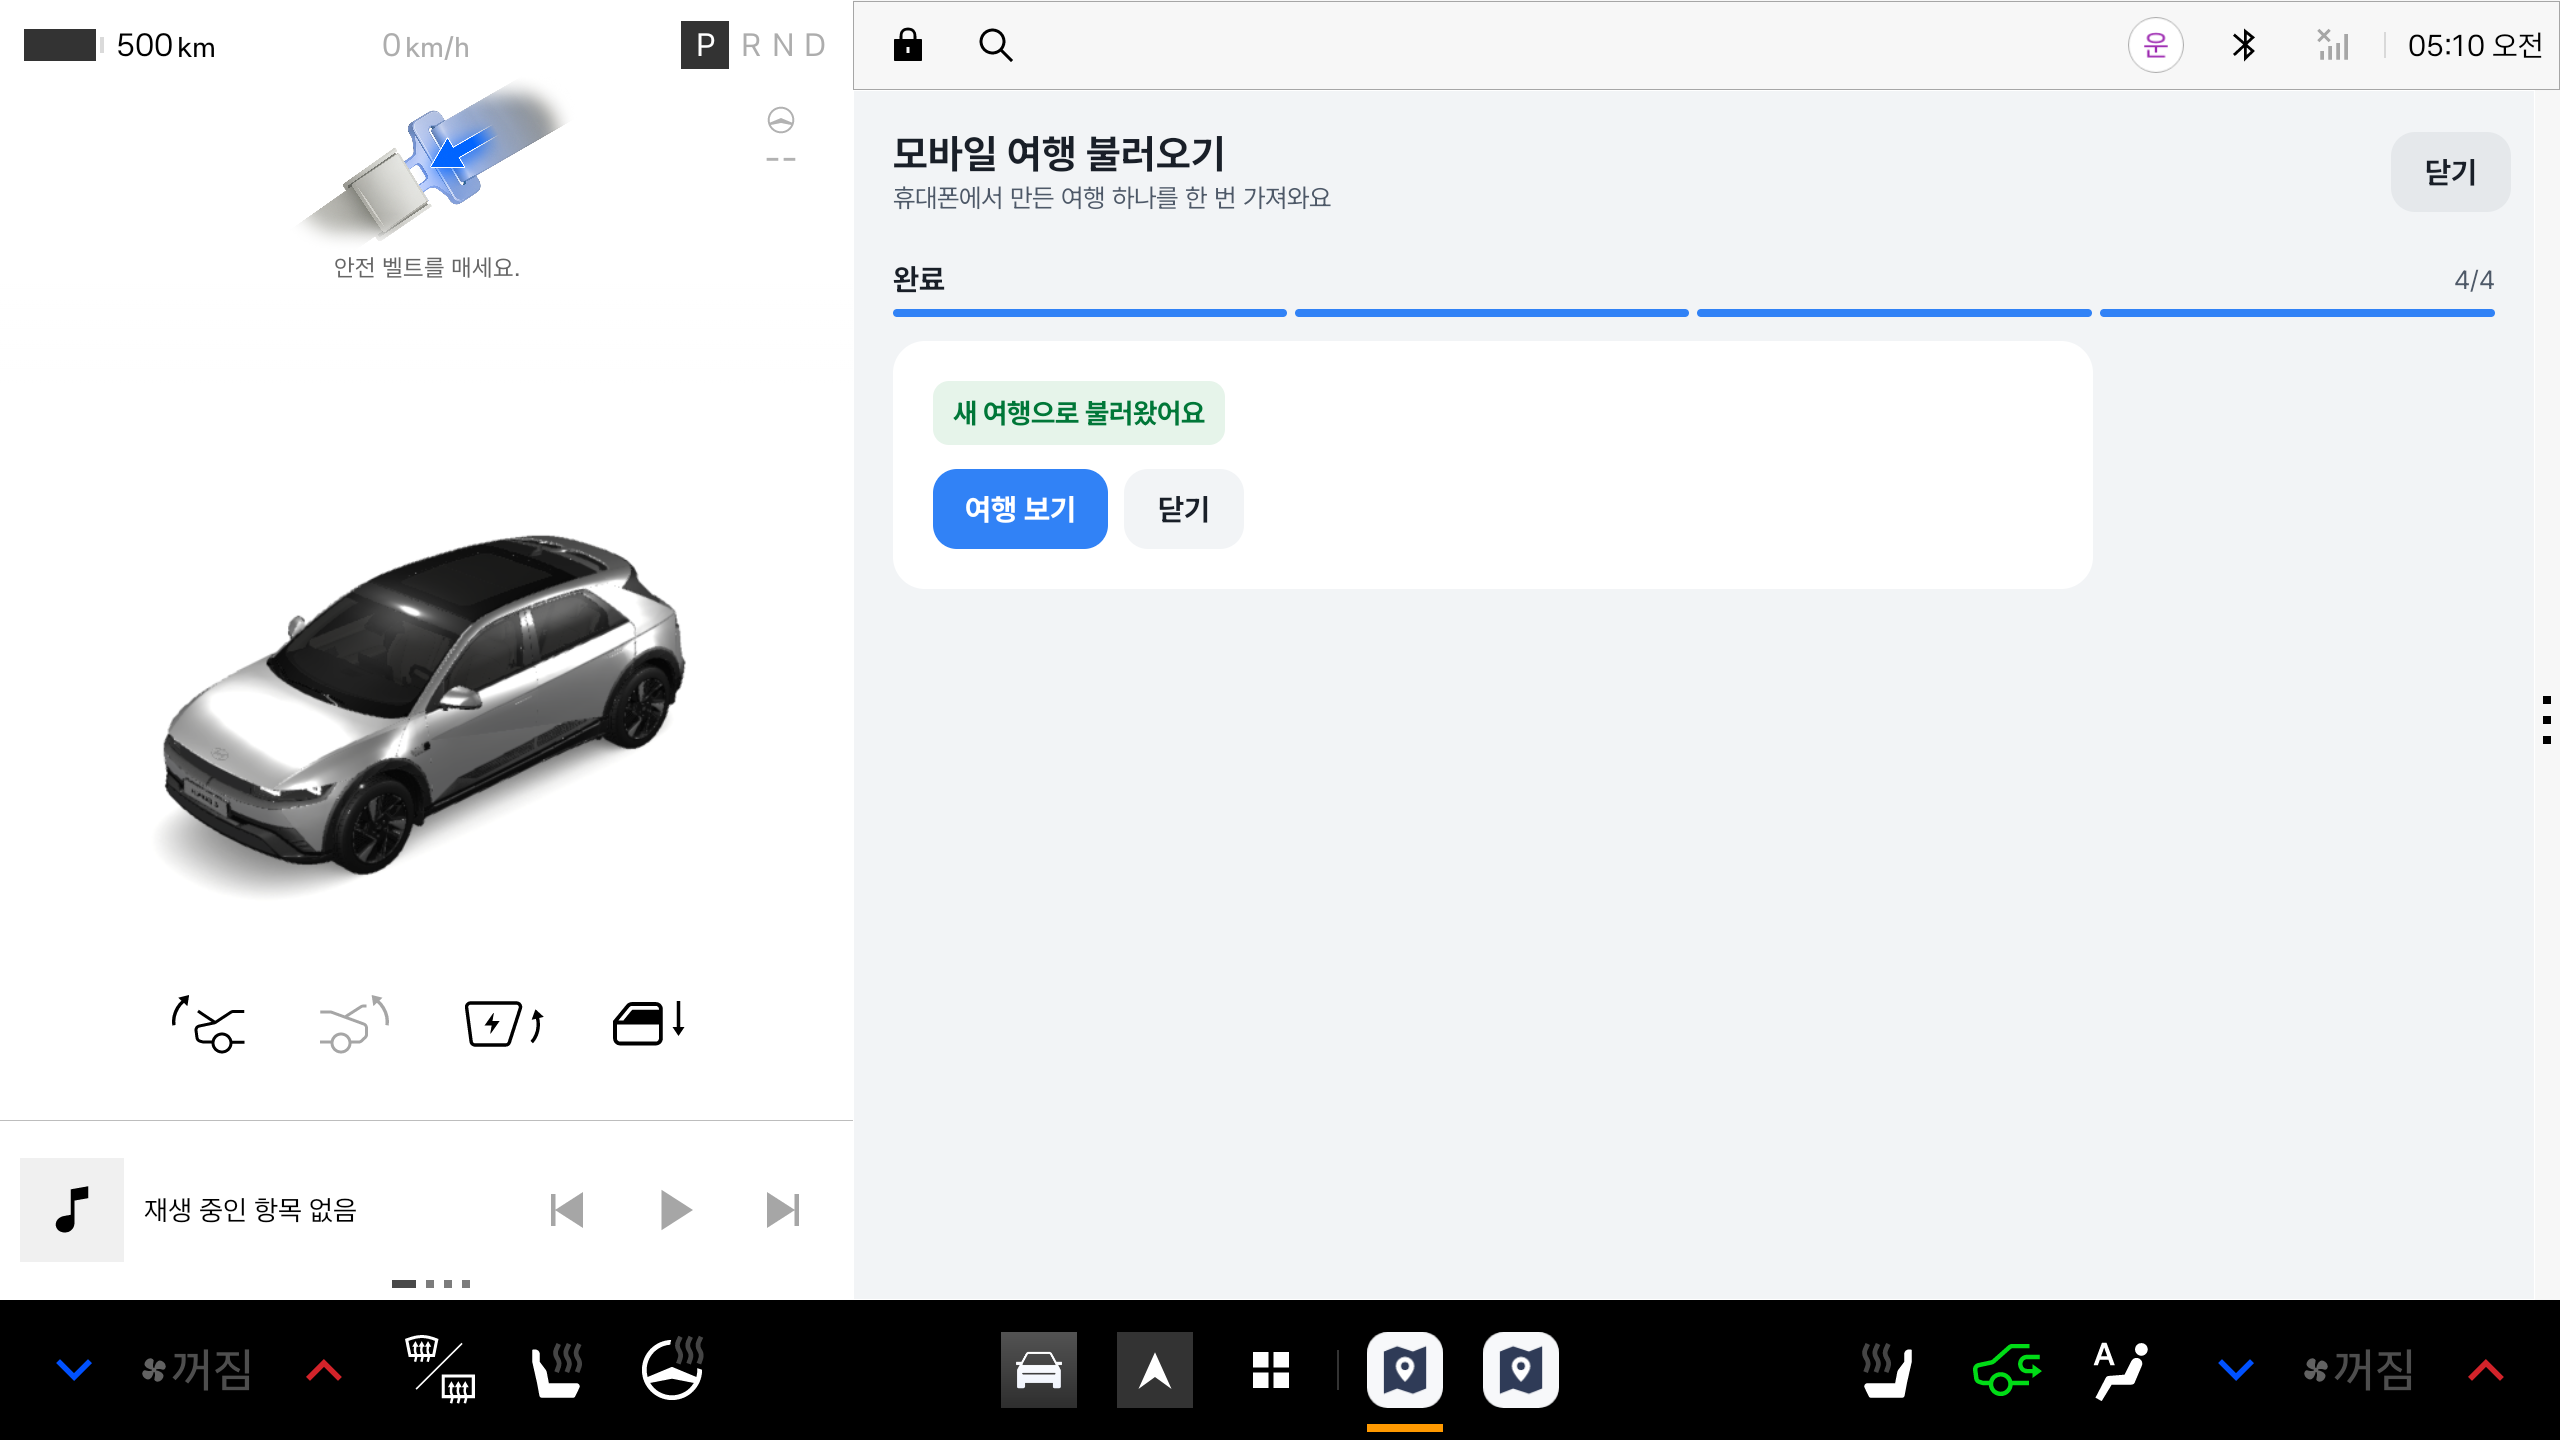 500 km
0 km/h
P R N D
운
05:10 오전
안전 벨트를 매세요.
모바일 여행 불러오기
휴대폰에서 만든 여행 하나를 한 번 가져와요
닫기
완료
4/4
새 여행으로 불러왔어요
여행 보기
닫기
재생 중인 항목 없음
꺼짐
A
꺼짐